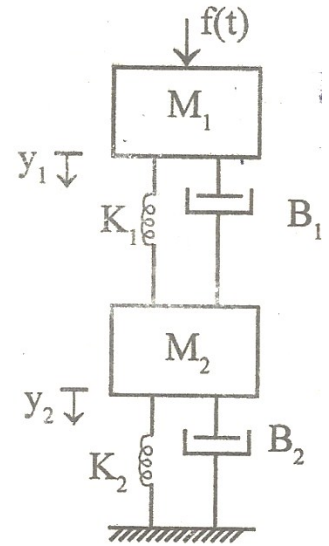 f(t)
M₁
y₁
K₁
B₁
M₂
y₂
K₂
B₂